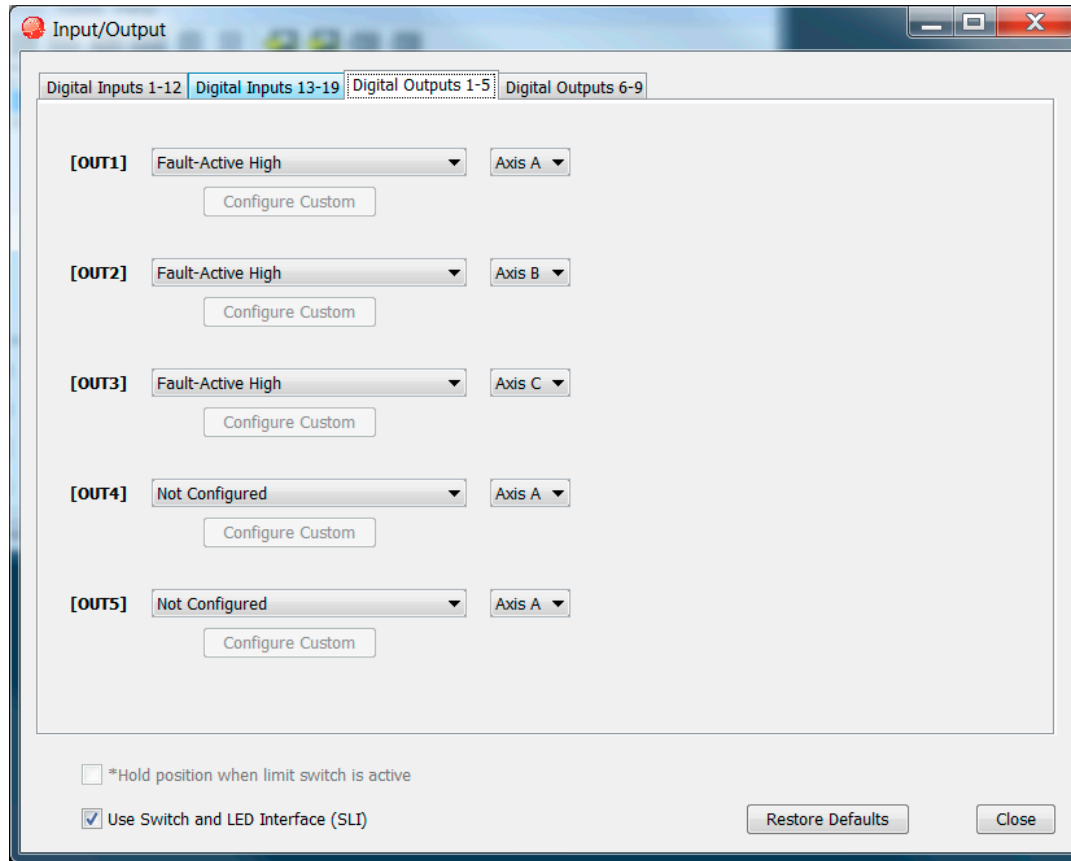 Input/Output
Digital Inputs 1-12 Digital Inputs 13-19 Digital Outputs 1-5 Digital Outputs 6-9
[OUT1] Fault-Active High Axis A
Configure Custom
[OUT2] Fault-Active High Axis B
Configure Custom
[OUT3] Fault-Active High Axis C
Configure Custom
[OUT4] Not Configured Axis A
Configure Custom
[OUT5] Not Configured Axis A
Configure Custom
*Hold position when limit switch is active
Use Switch and LED Interface (SLI) Restore Defaults Close